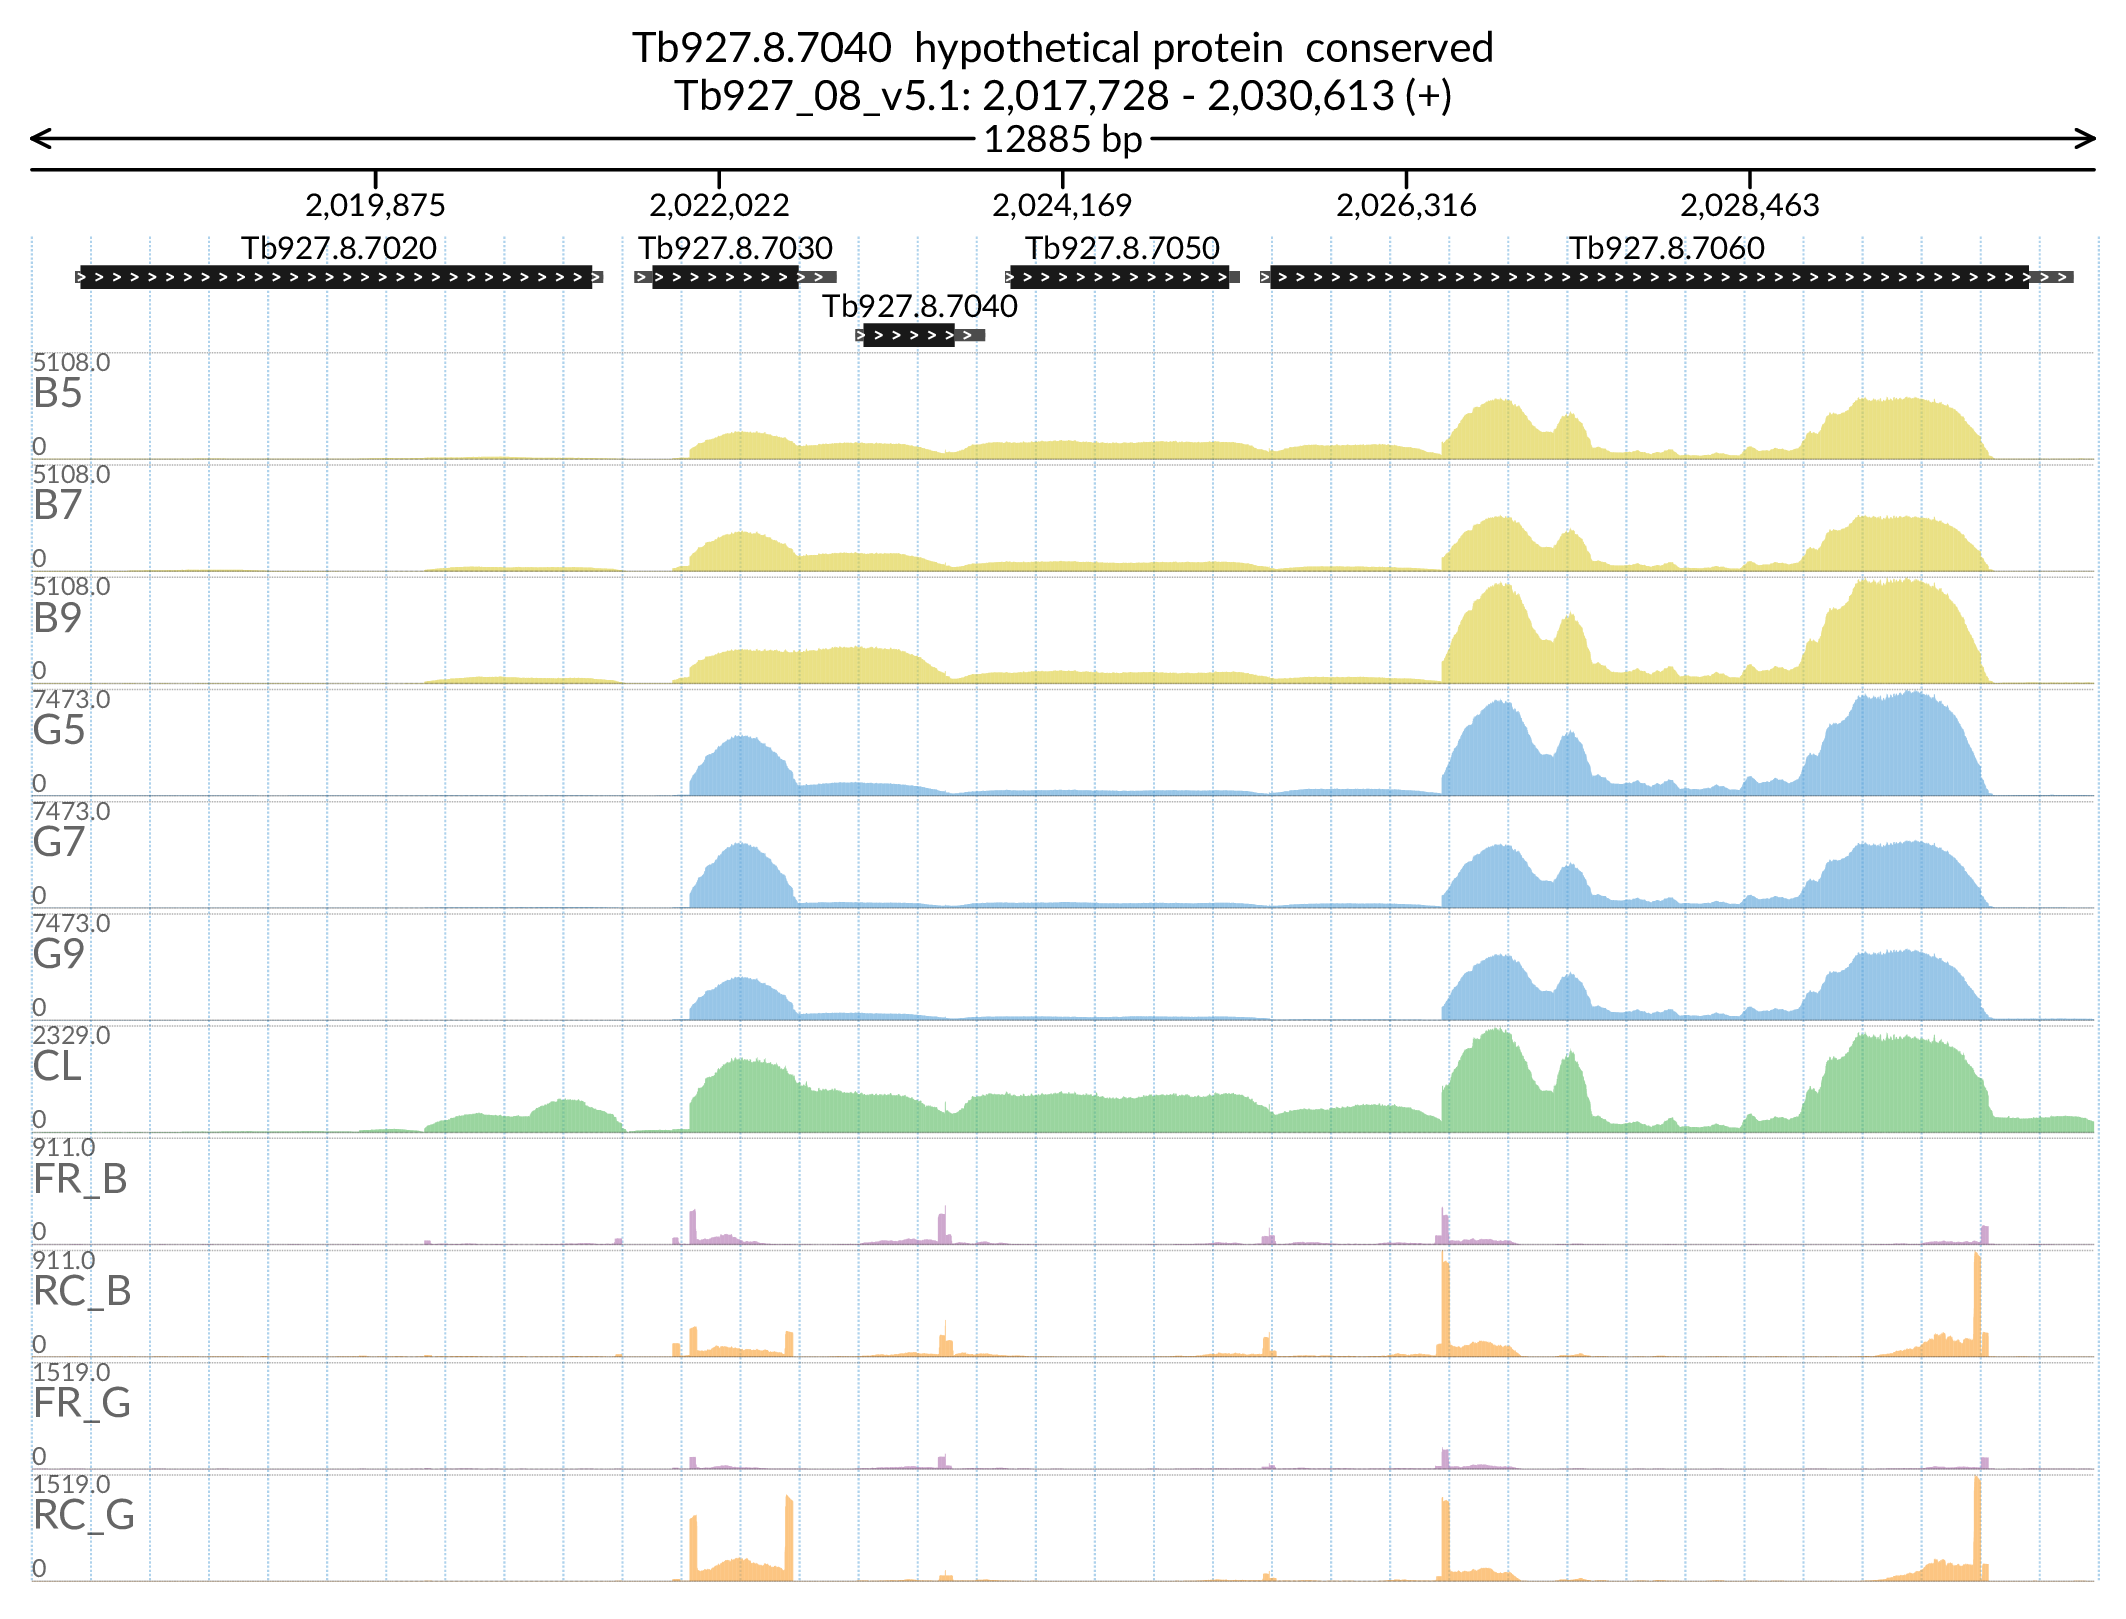 Tb927.8.7040  hypothetical protein  conserved
Tb927_08_v5.1: 2,017,728 - 2,030,613 (+)
12885 bp
2,019,875 2,022,022 2,024,169 2,026,316 2,028,463
Tb927.8.7020 Tb927.8.7030 Tb927.8.7050 Tb927.8.7060
Tb927.8.7040
5108.0
B5
0
5108.0
B7
0
5108.0
B9
0
7473.0
G5
0
7473.0
G7
0
7473.0
G9
0
2329.0
CL
0
911.0
FR_B
0
911.0
RC_B
0
1519.0
FR_G
0
1519.0
RC_G
0